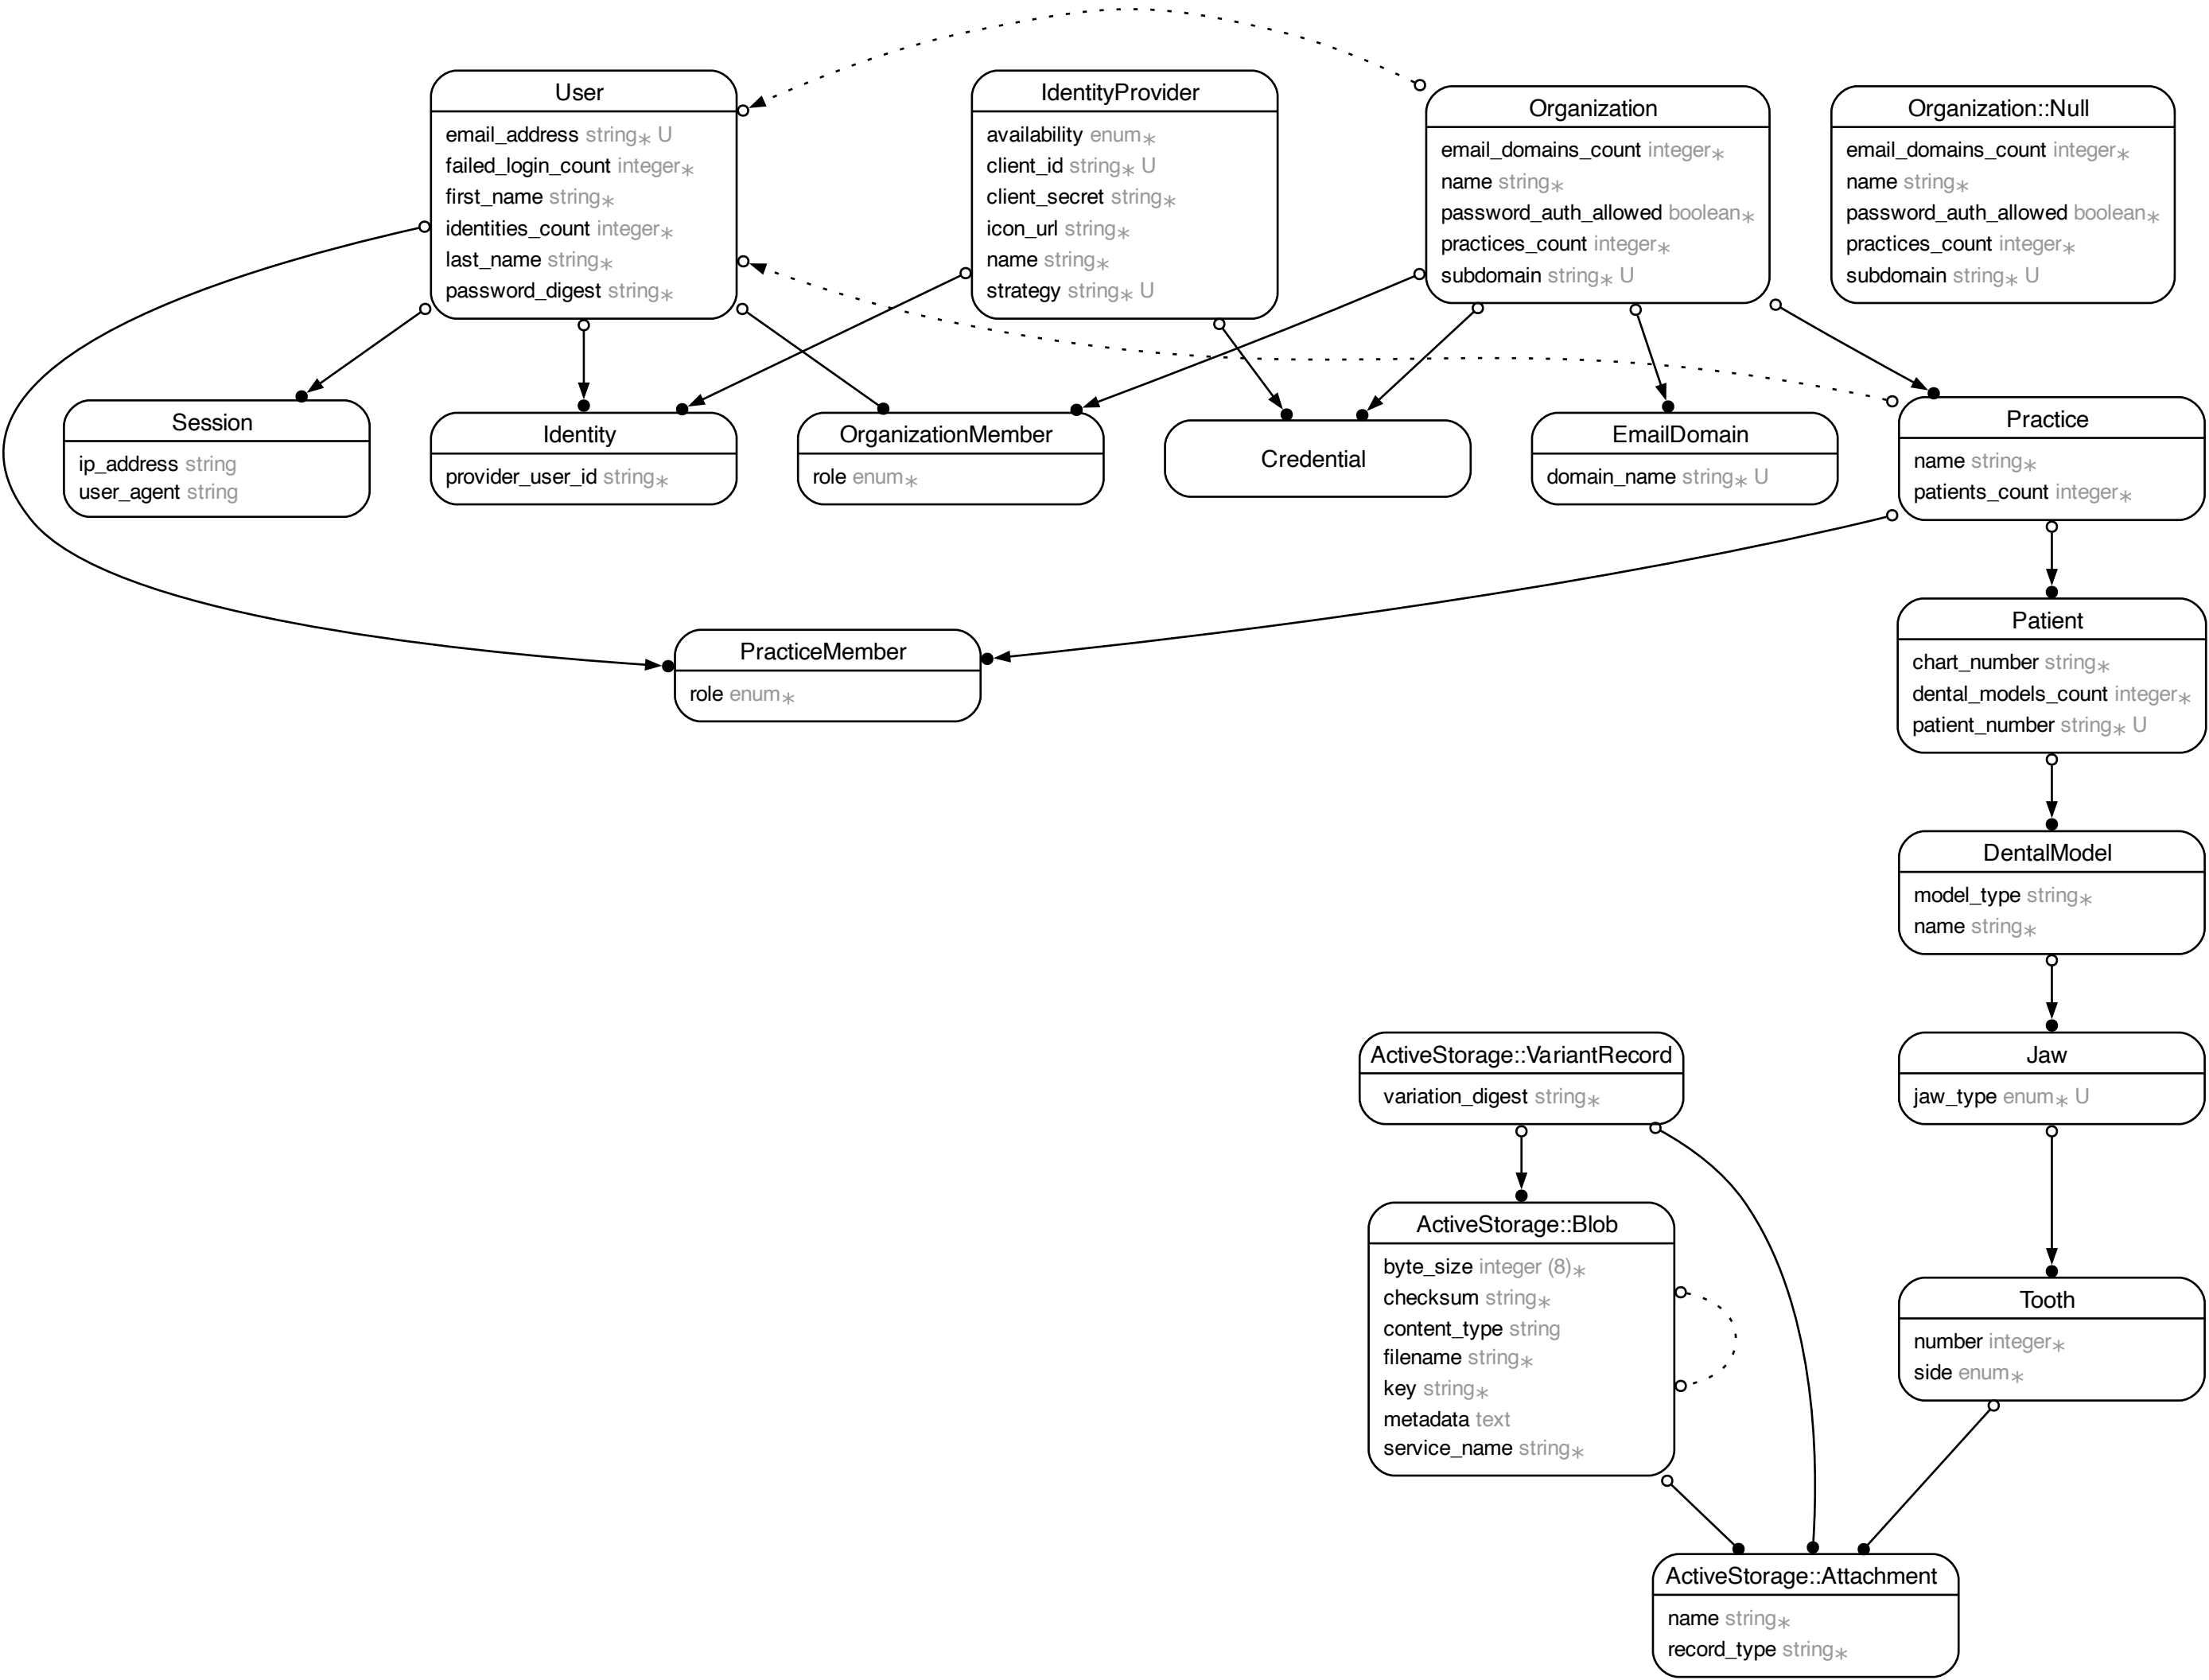 User
email_address string∗ U
failed_login_count integer∗
first_name string∗
identities_count integer∗
last_name string∗
password_digest string∗
IdentityProvider
availability enum∗
client_id string∗ U
client_secret string∗
icon_url string∗
name string∗
strategy string∗ U
Organization
email_domains_count integer∗
name string∗
password_auth_allowed boolean∗
practices_count integer∗
subdomain string∗ U
Organization::Null
email_domains_count integer∗
name string∗
password_auth_allowed boolean∗
practices_count integer∗
subdomain string∗ U
Session
ip_address string
user_agent string
Identity
provider_user_id string∗
OrganizationMember
role enum∗
Credential
EmailDomain
domain_name string∗ U
Practice
name string∗
patients_count integer∗
PracticeMember
role enum∗
Patient
chart_number string∗
dental_models_count integer∗
patient_number string∗ U
DentalModel
model_type string∗
name string∗
ActiveStorage::VariantRecord
variation_digest string∗
Jaw
jaw_type enum∗ U
ActiveStorage::Blob
byte_size integer (8)∗
checksum string∗
content_type string
filename string∗
key string∗
metadata text
service_name string∗
Tooth
number integer∗
side enum∗
ActiveStorage::Attachment
name string∗
record_type string∗